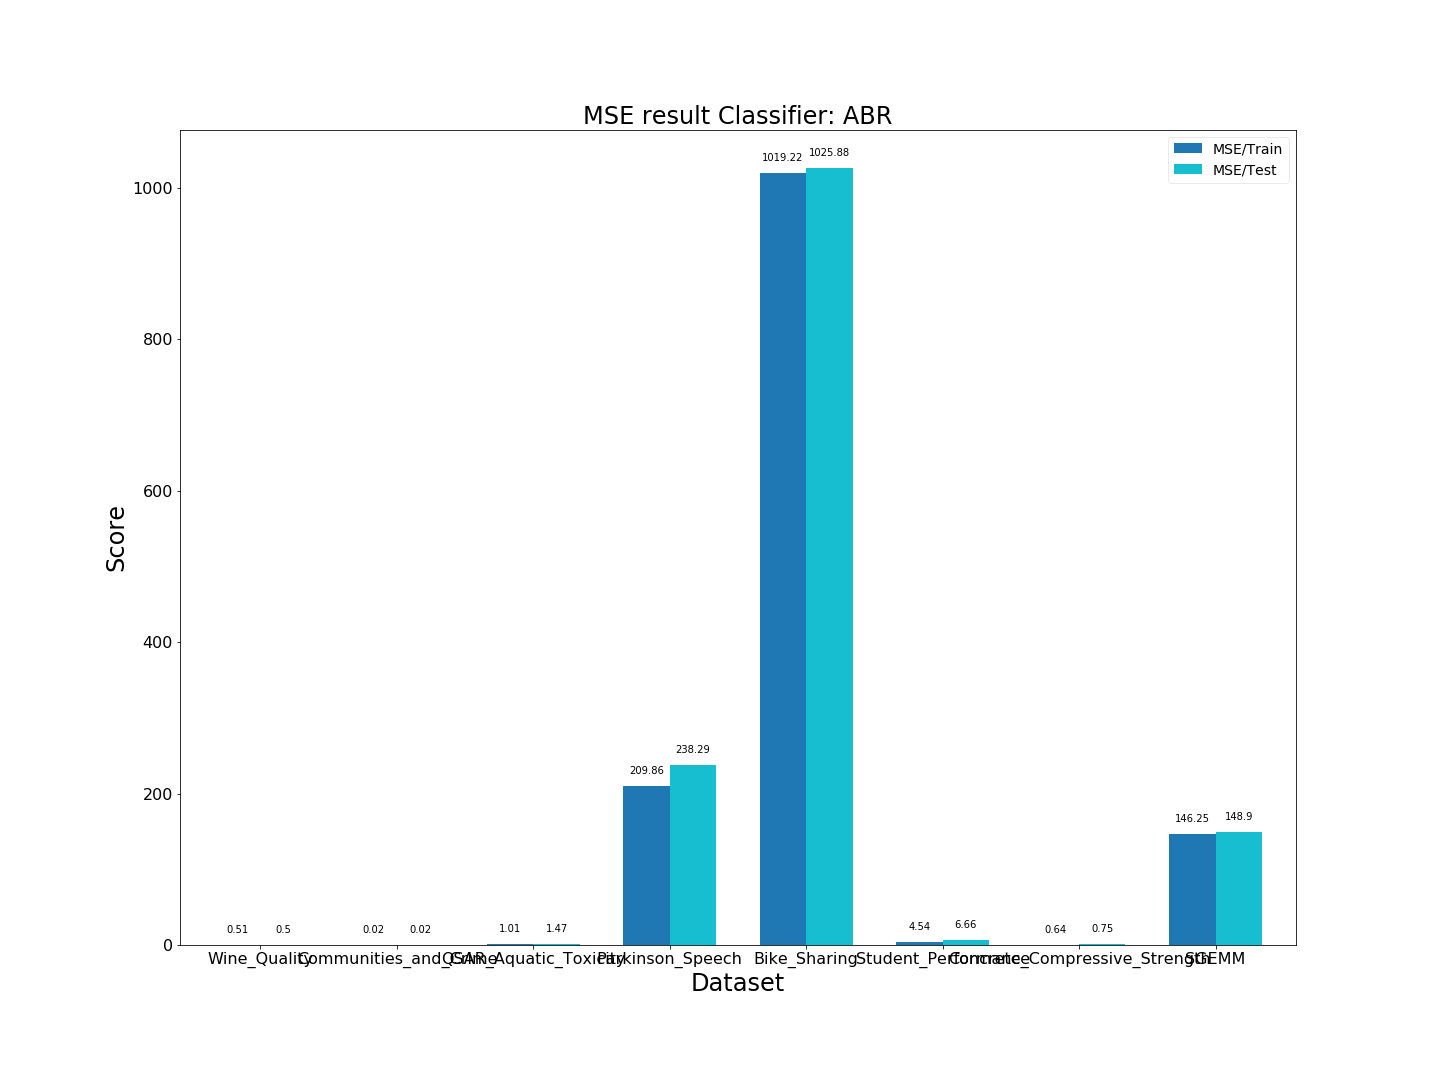 MSE result Classifier: ABR
MSE/Train
MSE/Test
Score
1000
800
600
400
200
0
0.51
0.5
0.02
0.02
1.01
1.47
209.86
238.29
1019.22
1025.88
4.54
6.66
0.64
0.75
146.25
148.9
Wine_Quality
Communities_and_Crime
QSAR_Aquatic_Toxicity
Parkinson_Speech
Bike_Sharing
Student_Performance
Concrete_Compressive_Strength
SGEMM
Dataset